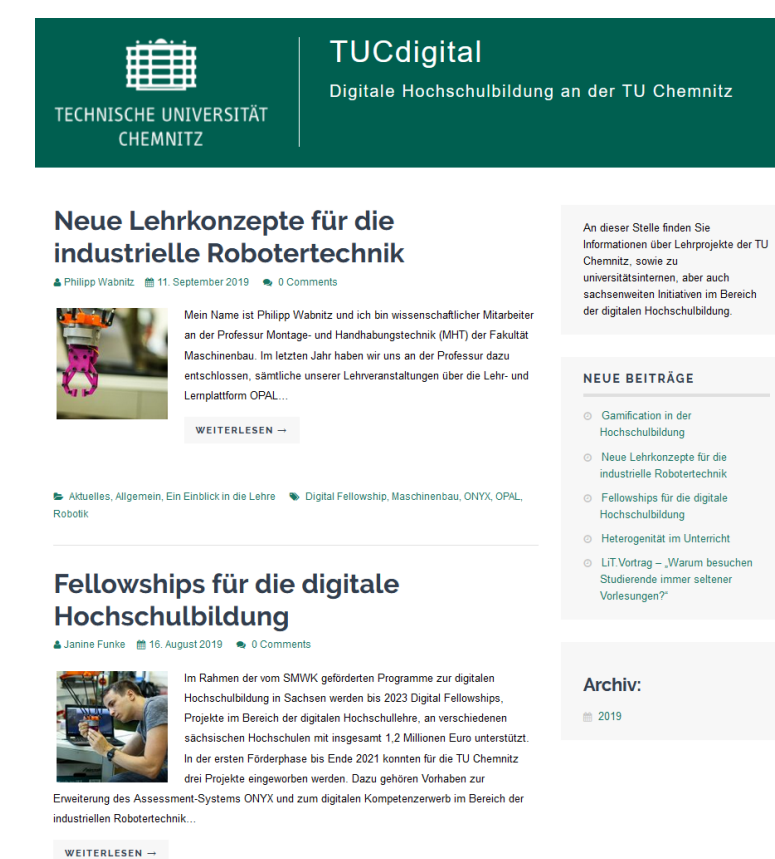 TECHNISCHE UNIVERSITÄT
CHEMNITZ
TUCdigital
Digitale Hochschulbildung an der TU Chemnitz
Neue Lehrkonzepte für die
industrielle Robotertechnik
Philipp Wabnitz 11. September 2019 0 Comments
Mein Name ist Philipp Wabnitz und ich bin wissenschaftlicher Mitarbeiter
an der Professur Montage- und Handhabungstechnik (MHT) der Fakultät
Maschinenbau. Im letzten Jahr haben wir uns an der Professur dazu
entschlossen, sämtliche unserer Lehrveranstaltungen über die Lehr- und
Lernplattform OPAL...
WEITERLESEN →
Aktuelles, Allgemein, Ein Einblick in die Lehre Digital Fellowship, Maschinenbau, ONYX, OPAL,
Robotik
Fellowships für die digitale
Hochschulbildung
Janine Funke 16. August 2019 0 Comments
Im Rahmen der vom SMWK geförderten Programme zur digitalen
Hochschulbildung in Sachsen werden bis 2023 Digital Fellowships,
Projekte im Bereich der digitalen Hochschullehre, an verschiedenen
sächsischen Hochschulen mit insgesamt 1,2 Millionen Euro unterstützt.
In der ersten Förderphase bis Ende 2021 konnten für die TU Chemnitz
drei Projekte eingeworben werden. Dazu gehören Vorhaben zur
Erweiterung des Assessment-Systems ONYX und zum digitalen Kompetenzerwerb im Bereich der
industriellen Robotertechnik...
WEITERLESEN →
An dieser Stelle finden Sie
Informationen über Lehrprojekte der TU
Chemnitz, sowie zu
universitätsinternen, aber auch
sachsenweiten Initiativen im Bereich
der digitalen Hochschulbildung.
NEUE BEITRÄGE
Gamification in der
Hochschulbildung
Neue Lehrkonzepte für die
industrielle Robotertechnik
Fellowships für die digitale
Hochschulbildung
Heterogenität im Unterricht
LiT.Vortrag – „Warum besuchen
Studierende immer seltener
Vorlesungen?“
Archiv:
2019